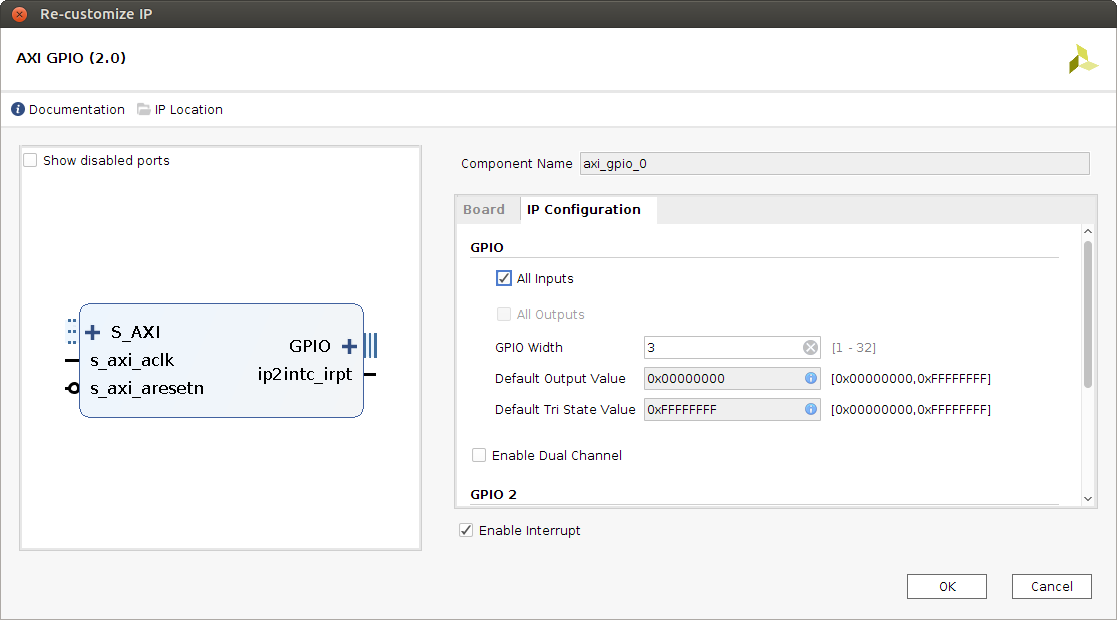 Re-customize IP
AXI GPIO (2.0)
Documentation IP Location
Show disabled ports
S_AXI
s_axi_aclk
s_axi_aresetn
GPIO
ip2intc_irpt
Component Name axi_gpio_0
Board IP Configuration
GPIO
All Inputs
All Outputs
GPIO Width 3 [1 - 32]
Default Output Value 0x00000000 [0x00000000,0xFFFFFFFF]
Default Tri State Value 0xFFFFFFFF [0x00000000,0xFFFFFFFF]
Enable Dual Channel
GPIO 2
Enable Interrupt
OK Cancel